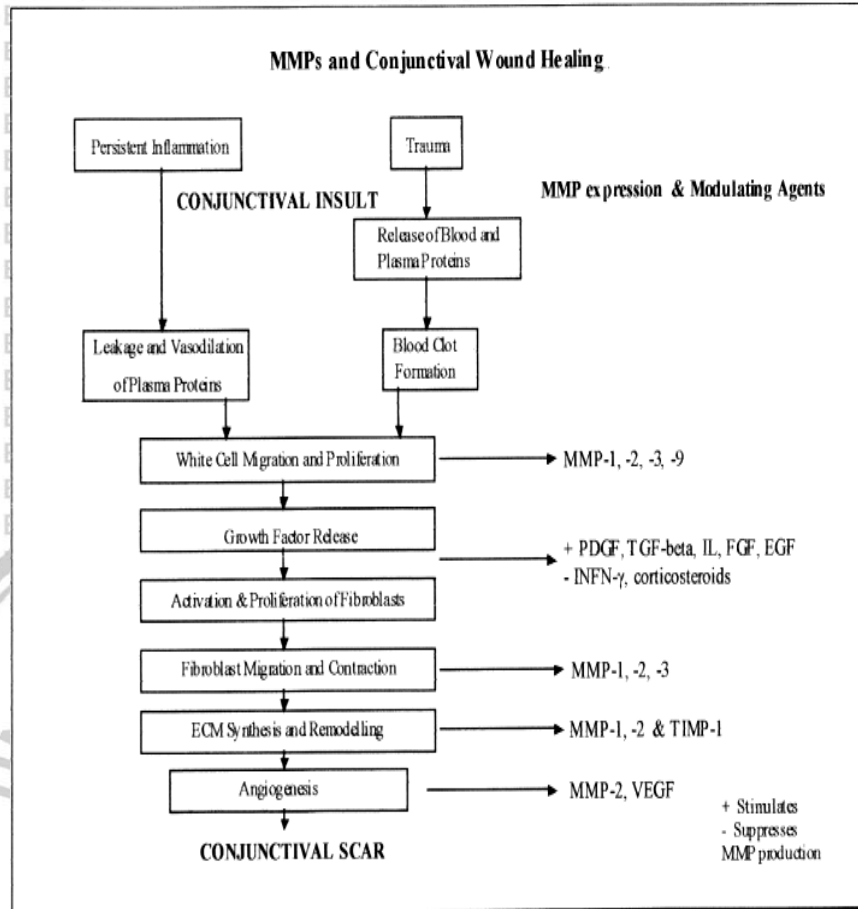 MMPs and Conjunctival Wound Healing
Persistent Inflammation
Trauma
CONJUNCTIVAL INSULT
MMP expression & Modulating Agents
Release of Blood and
Plasma Proteins
Leakage and Vasodilation
of Plasma Proteins
Blood Clot
Formation
White Cell Migration and Proliferation
MMP-1, -2, -3, -9
Growth Factor Release
+ PDGF, TGF-beta, IL, FGF, EGF
- INFN-γ, corticosteroids
Activation & Proliferation of Fibroblasts
Fibroblast Migration and Contraction
MMP-1, -2, -3
ECM Synthesis and Remodelling
MMP-1, -2 & TIMP-1
Angiogenesis
MMP-2, VEGF
+ Stimulates
- Suppresses
MMP production
CONJUNCTIVAL SCAR